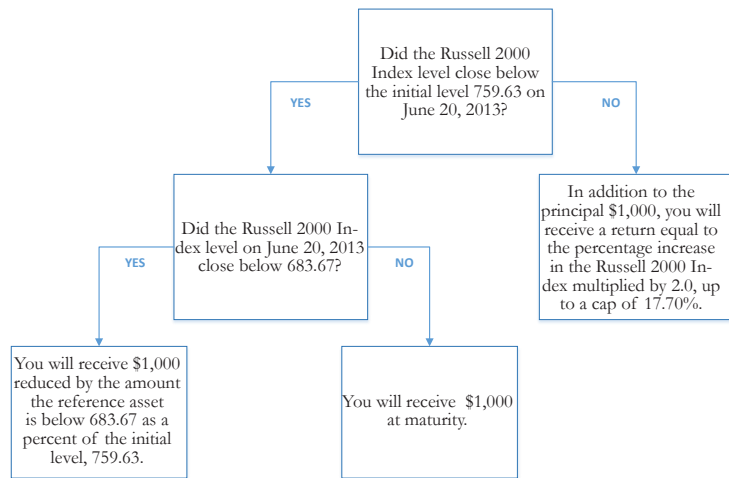 Did the Russell 2000
Index level close below
the initial level 759.63 on
June 20, 2013?
YES
NO
Did the Russell 2000 In-
dex level on June 20, 2013
close below 683.67?
In addition to the
principal $1,000, you will
receive a return equal to
the percentage increase
in the Russell 2000 In-
dex multiplied by 2.0, up
to a cap of 17.70%.
YES
NO
You will receive $1,000
reduced by the amount
the reference asset
is below 683.67 as a
percent of the initial
level, 759.63.
You will receive $1,000
at maturity.